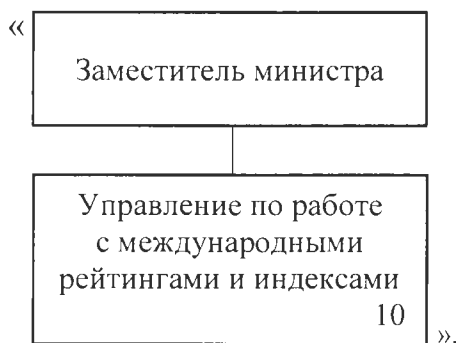 «
Заместитель министра
Управление по работе
с международными
рейтингами и индексами
10
».